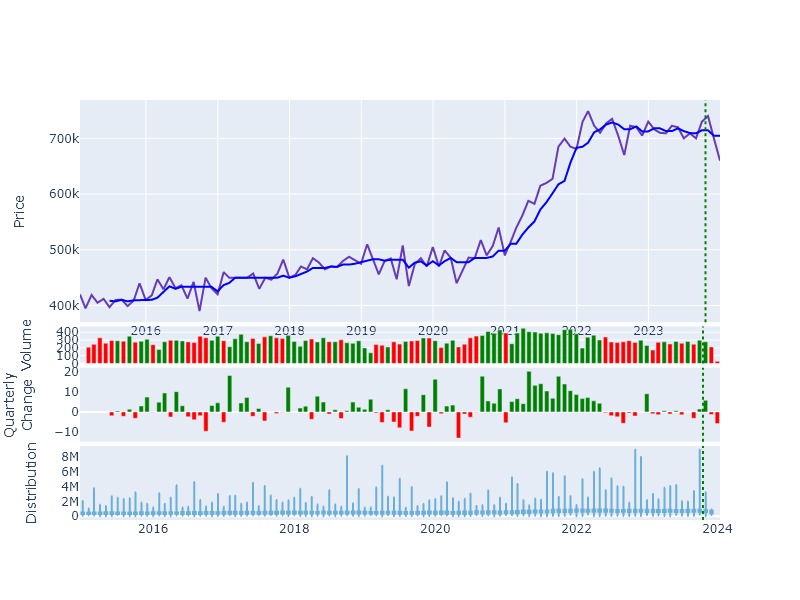 700k
600k
500k
400k
Price
2016 2017 2018 2019 2020 2021 2022 2023
400
300
200
100
0
Volume
20
10
0
−10
Quarterly
Change
8M
6M
4M
2M
0
Distribution
2016 2018 2020 2022 2024